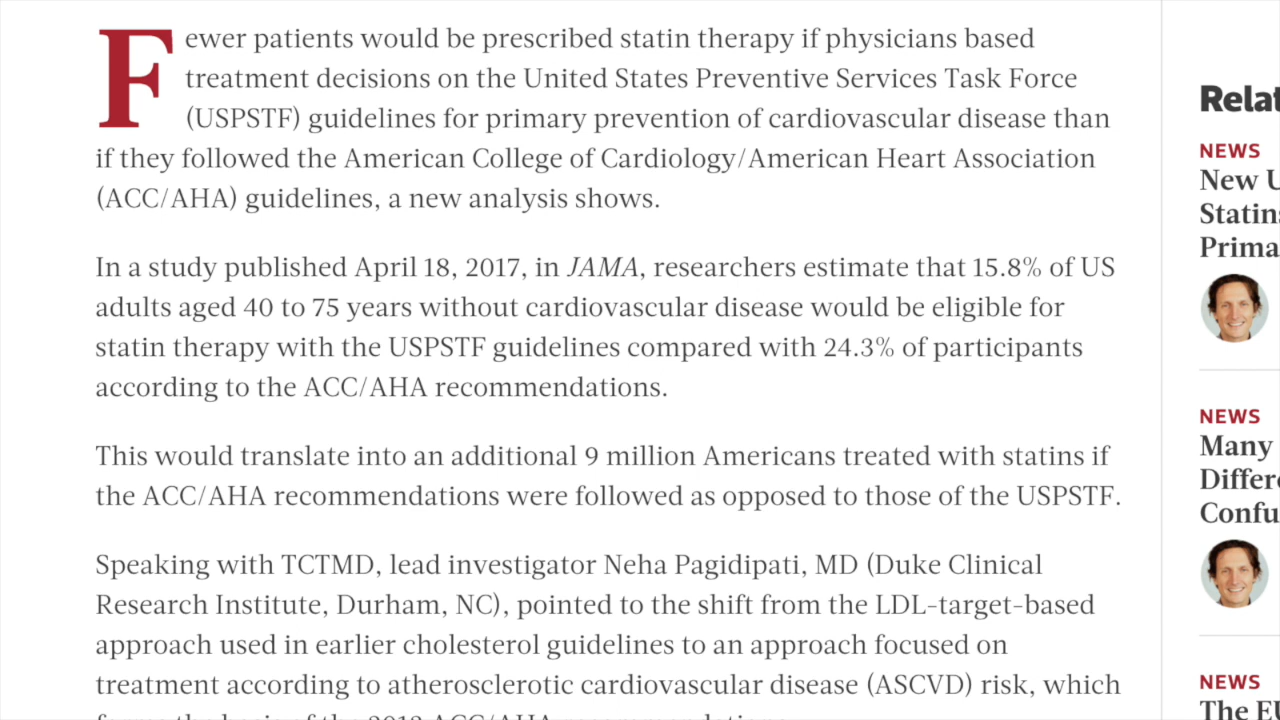 Fewer patients would be prescribed statin therapy if physicians based
treatment decisions on the United States Preventive Services Task Force
(USPSTF) guidelines for primary prevention of cardiovascular disease than
if they followed the American College of Cardiology/American Heart Association
(ACC/AHA) guidelines, a new analysis shows.
In a study published April 18, 2017, in JAMA, researchers estimate that 15.8% of US
adults aged 40 to 75 years without cardiovascular disease would be eligible for
statin therapy with the USPSTF guidelines compared with 24.3% of participants
according to the ACC/AHA recommendations.
This would translate into an additional 9 million Americans treated with statins if
the ACC/AHA recommendations were followed as opposed to those of the USPSTF.
Speaking with TCTMD, lead investigator Neha Pagidipati, MD (Duke Clinical
Research Institute, Durham, NC), pointed to the shift from the LDL-target-based
approach used in earlier cholesterol guidelines to an approach focused on
treatment according to atherosclerotic cardiovascular disease (ASCVD) risk, which
NEWS
New
Many
NEWS
The
NEWS